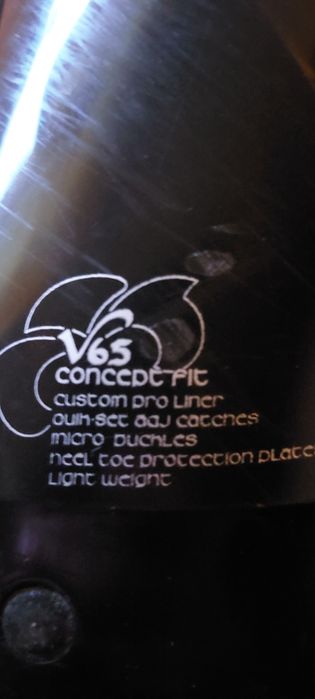 V65
CONCEPT FIT
CUSTOM PRO LINER
QUIK-SET ADJ CATCHES
MICRO BUCKLES
HEEL TOE PROTECTION PLATE
LIGHT WEIGHT